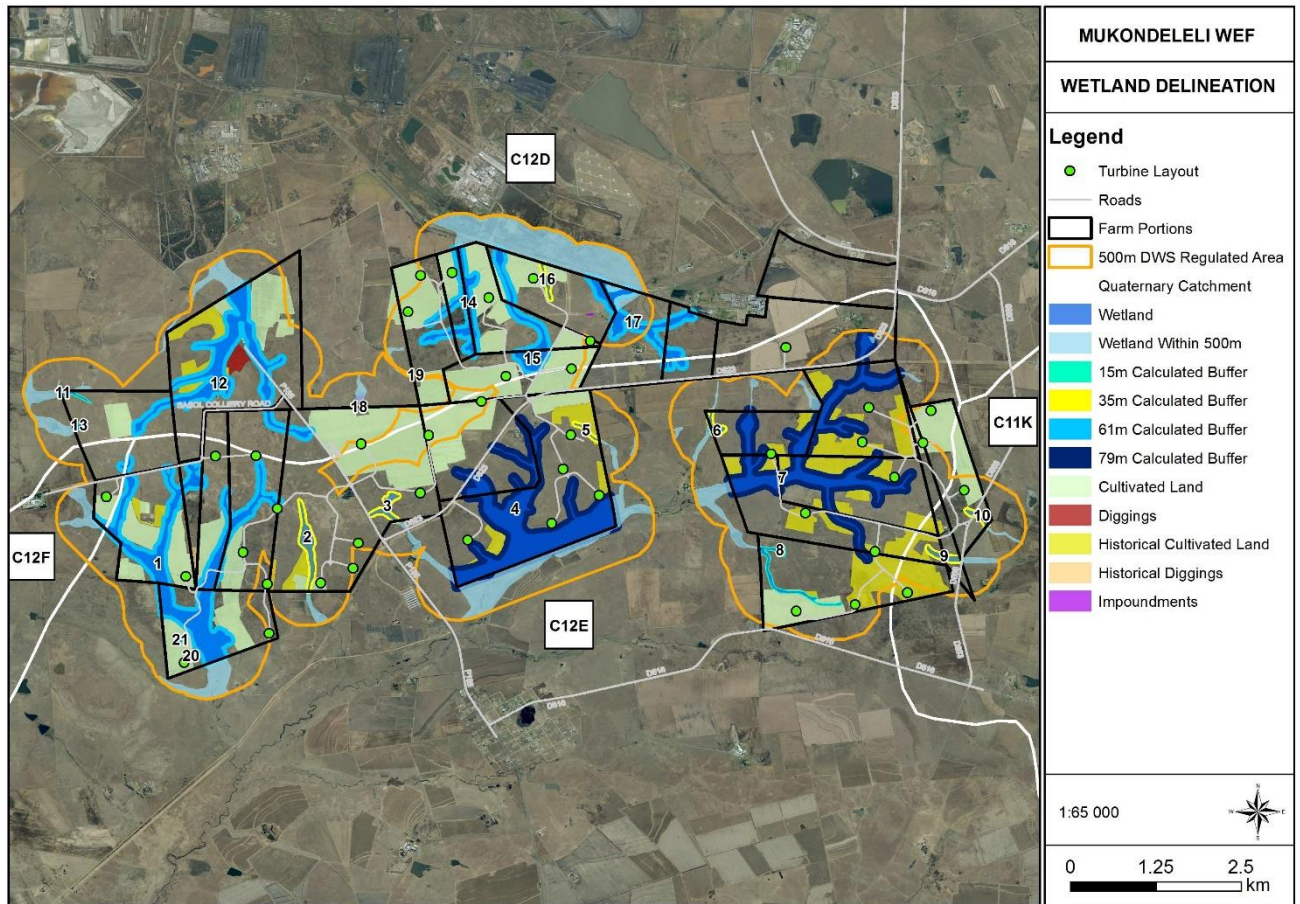 MUKONDELELI WEF
WETLAND DELINEATION
Legend
Turbine Layout
Roads
Farm Portions
500m DWS Regulated Area
Quaternary Catchment
Wetland
Wetland Within 500m
15m Calculated Buffer
35m Calculated Buffer
61m Calculated Buffer
79m Calculated Buffer
Cultivated Land
Diggings
Historical Cultivated Land
Historical Diggings
Impoundments
1:65 000
N
W
E
S
0 1.25 2.5
km
C12D
C11K
C12F
C12E
16
14
17
15
19
12
11
13
18
SASOL COLLIERY ROAD
6
5
7
4
3
2
10
9
8
1
21
20
D816
D816
D816